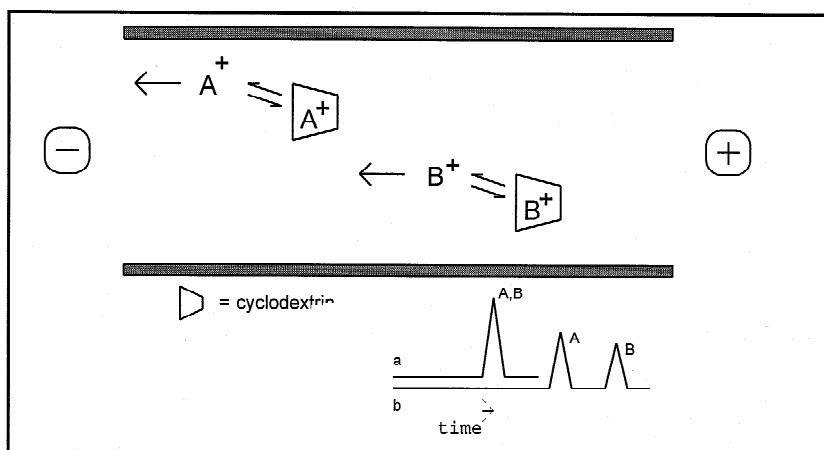 A+
A+
−
+
B+
B+
= cyclodextrin
A,B
A
B
a
b
time